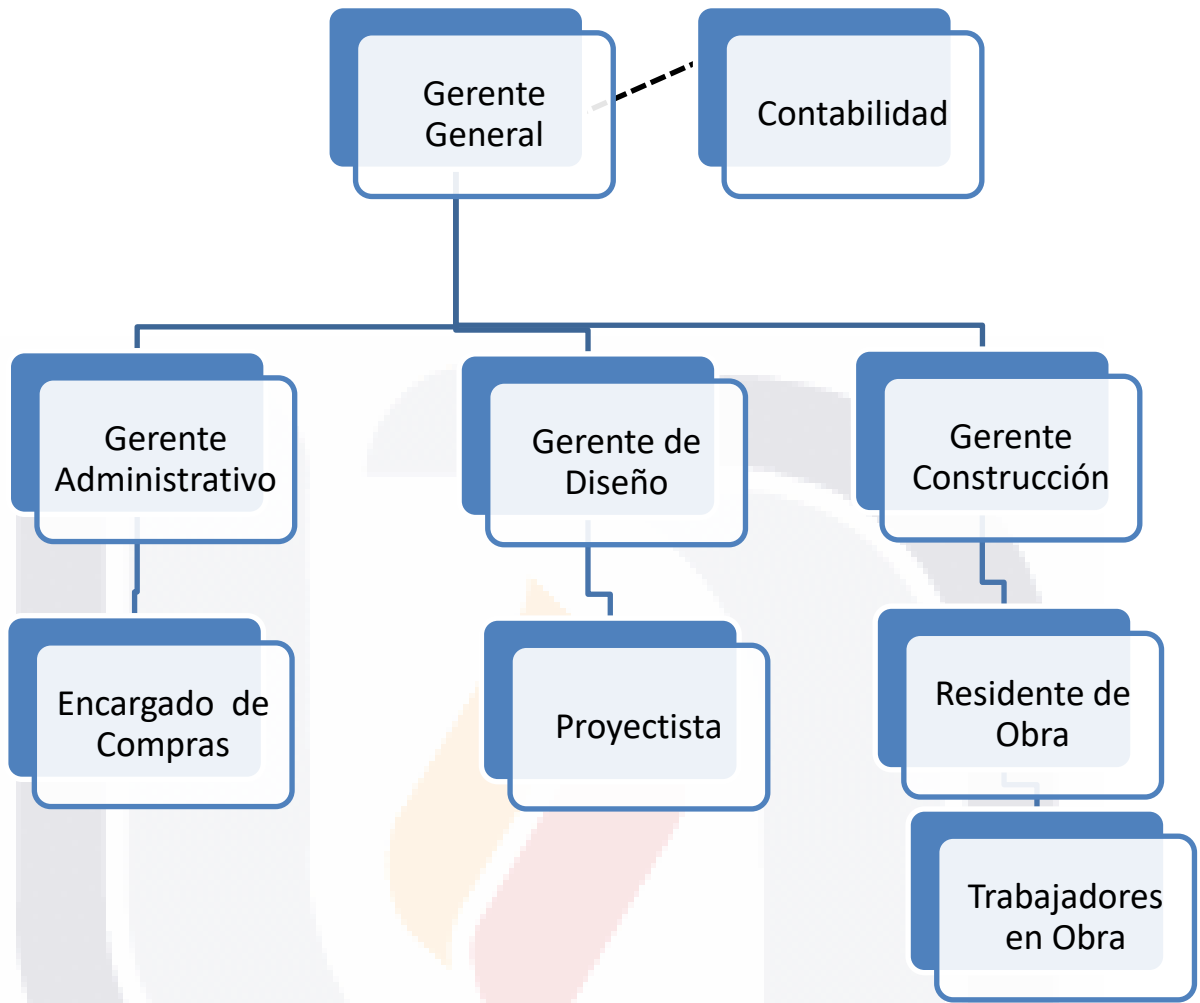 Gerente
General
Contabilidad
Gerente
Administrativo
Gerente de
Diseño
Gerente
Construcción
Encargado de
Compras
Proyectista
Residente de
Obra
Trabajadores
en Obra